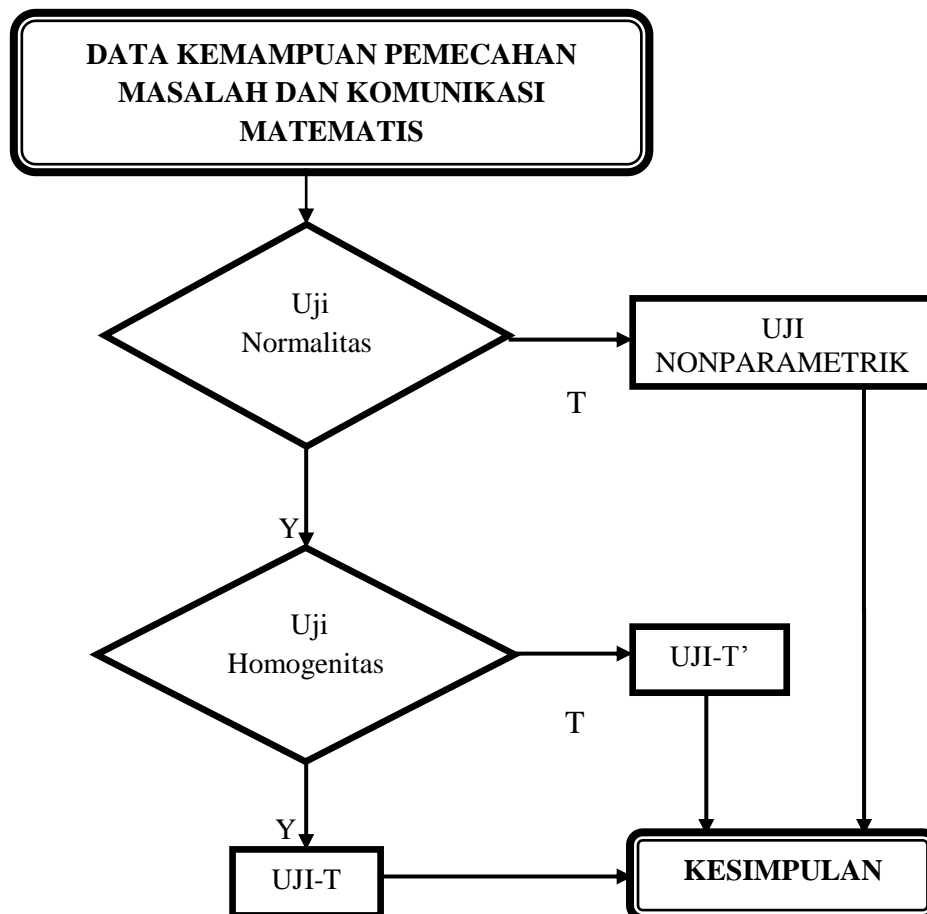 DATA KEMAMPUAN PEMECAHAN
MASALAH DAN KOMUNIKASI
MATEMATIS
Uji
Normalitas
T
UJI
NONPARAMETRIK
Y
Uji
Homogenitas
T
UJI-T’
Y
UJI-T
KESIMPULAN